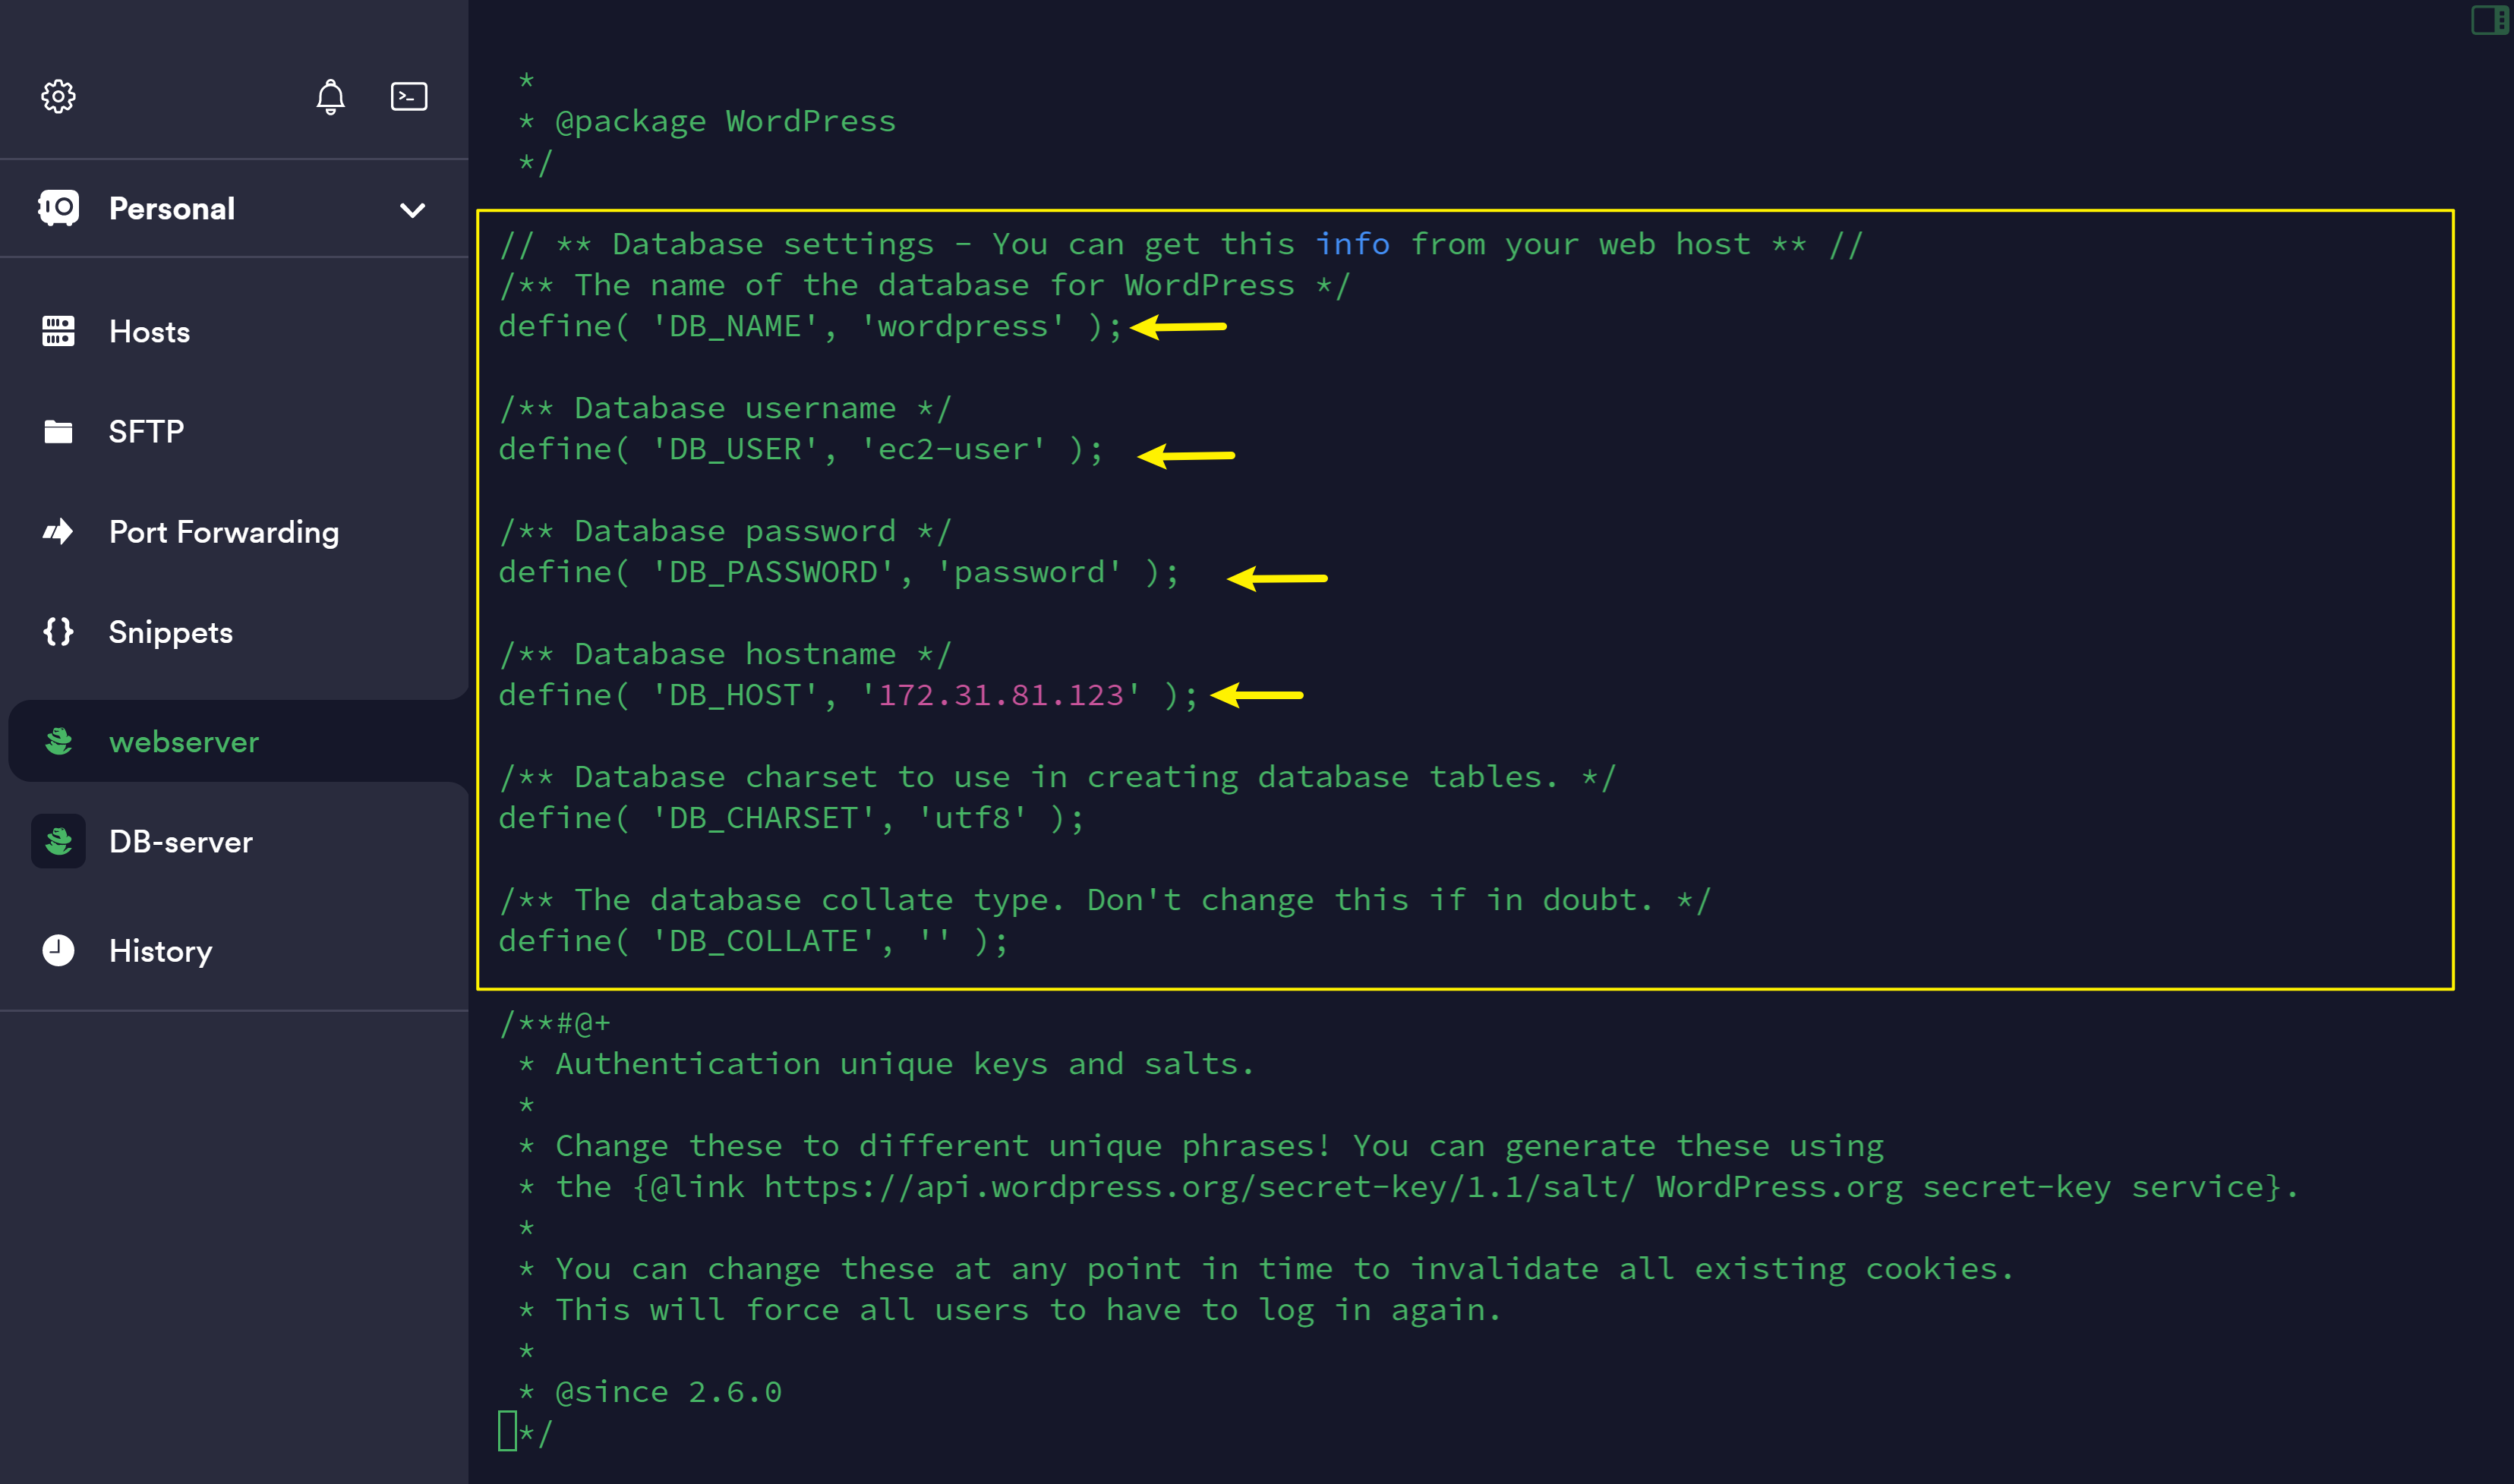 Personal
Hosts
SFTP
Port Forwarding
Snippets
webserver
DB-server
History
 *
 * @package WordPress
 */
// ** Database settings - You can get this info from your web host ** //
/** The name of the database for WordPress */
define( 'DB_NAME', 'wordpress' );
/** Database username */
define( 'DB_USER', 'ec2-user' );
/** Database password */
define( 'DB_PASSWORD', 'password' );
/** Database hostname */
define( 'DB_HOST', '172.31.81.123' );
/** Database charset to use in creating database tables. */
define( 'DB_CHARSET', 'utf8' );
/** The database collate type. Don't change this if in doubt. */
define( 'DB_COLLATE', '' );
/**#@+
 * Authentication unique keys and salts.
 *
 * Change these to different unique phrases! You can generate these using
 * the {@link https://api.wordpress.org/secret-key/1.1/salt/ WordPress.org secret-key service}.
 *
 * You can change these at any point in time to invalidate all existing cookies.
 * This will force all users to have to log in again.
 *
 * @since 2.6.0
 */